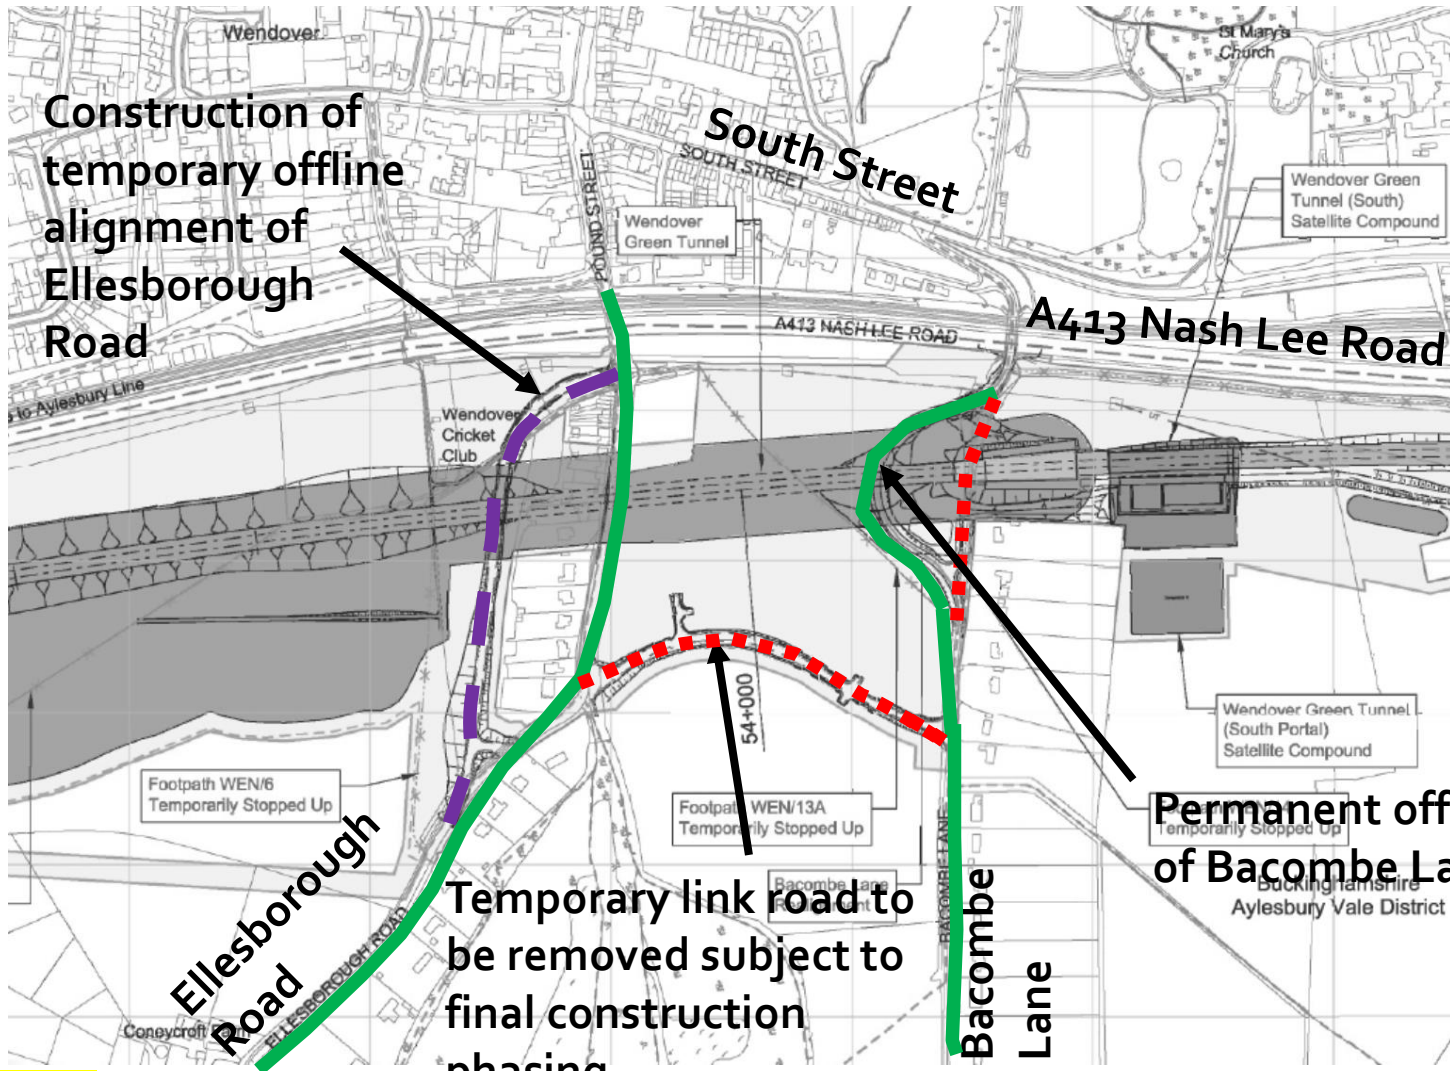 Wendover
St Mary's
Church
Construction of
temporary offline
alignment of
Ellesborough
Road
South Street
SOUTH STREET
POUND STREET
Wendover
Green Tunnel
Wendover Green
Tunnel (South)
Satellite Compound
A413 Nash Lee Road
A413 NASH LEE ROAD
to Aylesbury Line
Wendover
Cricket
Club
54+000
Wendover Green Tunnel
(South Portal)
Satellite Compound
Footpath WEN/6
Temporarily Stopped Up
Footpath WEN/13A
Temporarily Stopped Up
Permanent off
Temporarily Stopped Up
of Bacombe La
Buckinghamshire
Aylesbury Vale District
Bacombe Lane
Temporary link road to
be removed subject to
final construction
phasing
Ellesborough
Road
ELLESBOROUGH ROAD
Coneycroft Farm
BACOMBE LANE
Bacombe
Lane